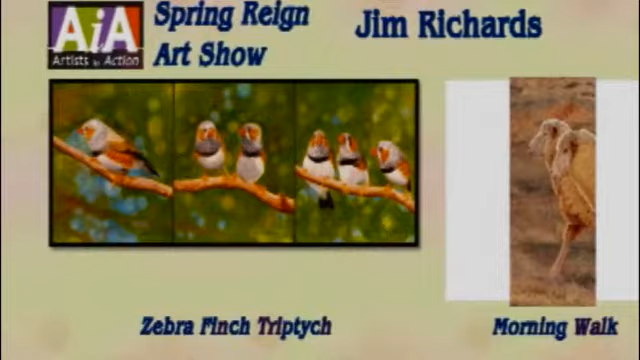 AiA
Artists in Action
Spring Reign
Art Show
Jim Richards
Zebra Finch Triptych
Morning Walk